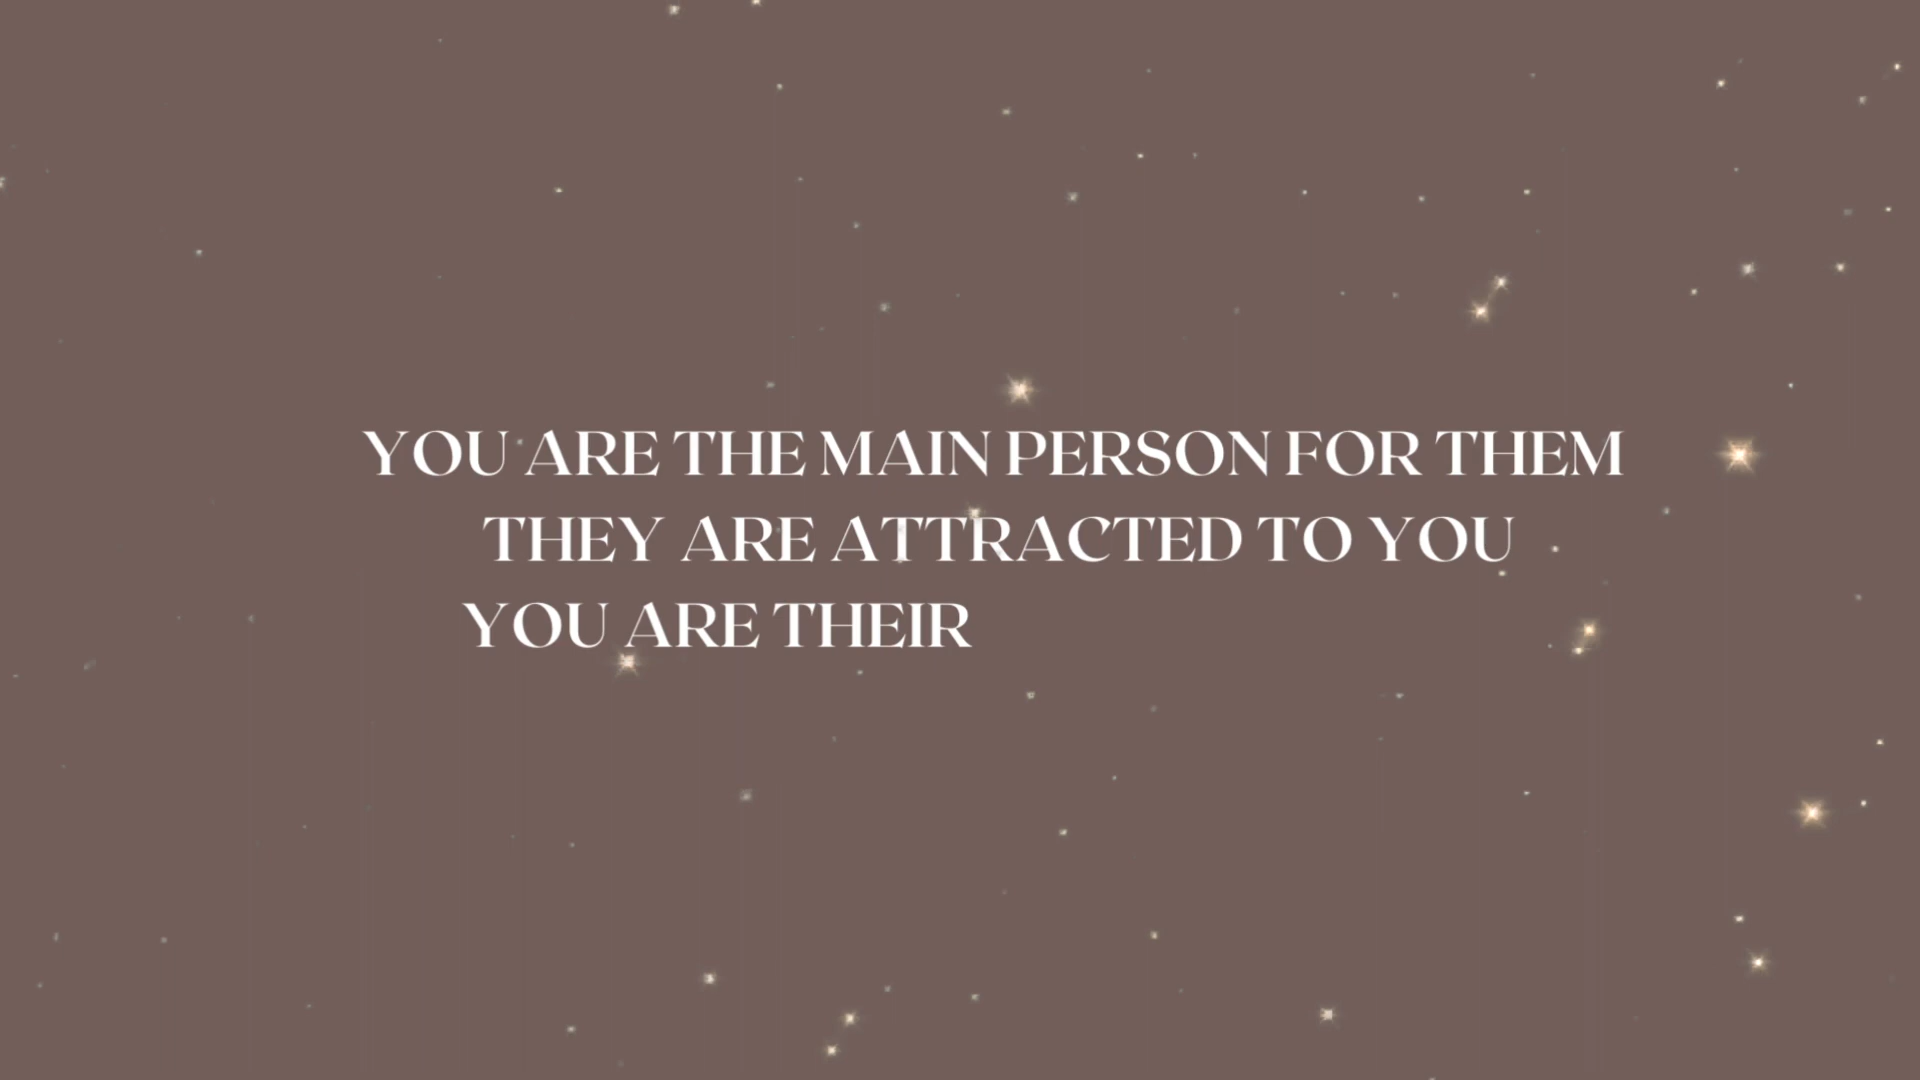 YOU ARE THE MAIN PERSON FOR THEM
THEY ARE ATTRACTED TO YOU
YOU ARE THEIR